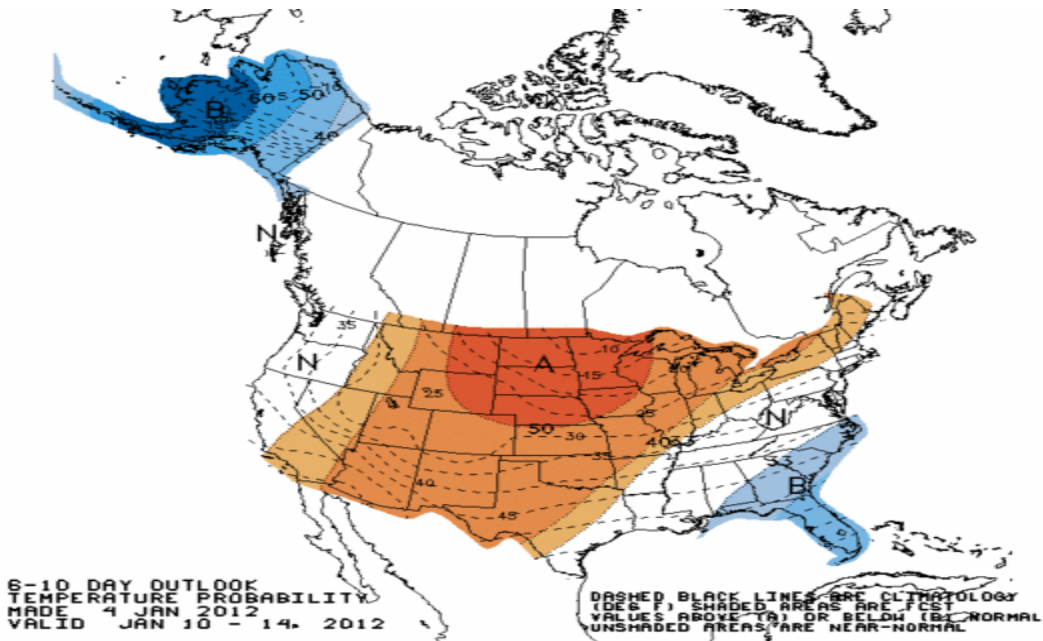 B
60
50
40
N
35
N
A
10
15
25
25
50
30
40
35
N
40
45
B
6-10 DAY OUTLOOK
TEMPERATURE PROBABILITY
MADE 4 JAN 2012
VALID JAN 10 - 14, 2012
DASHED BLACK LINES ARE CLIMATOLOGY
(DEG F) SHADED AREAS ARE FCST
VALUES ABOVE (A) OR BELOW (B) NORMAL
UNSHADED AREAS ARE NEAR-NORMAL